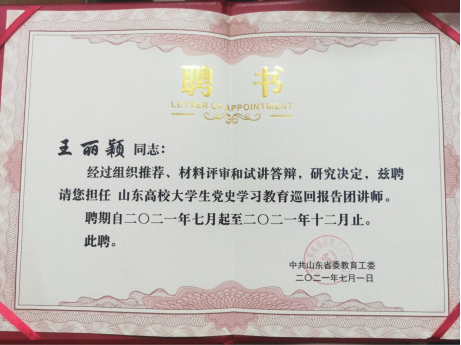 聘书
LETTER OF APPOINTMENT
王丽颖 同志:
经过组织推荐、材料评审和试讲答辩，研究决定，兹聘
请您担任 山东高校大学生党史学习教育巡回报告团讲师。
聘期自二〇二一年七月起至二〇二一年十二月止。
此聘。
中共山东省委教育工委
二〇二一年七月一日